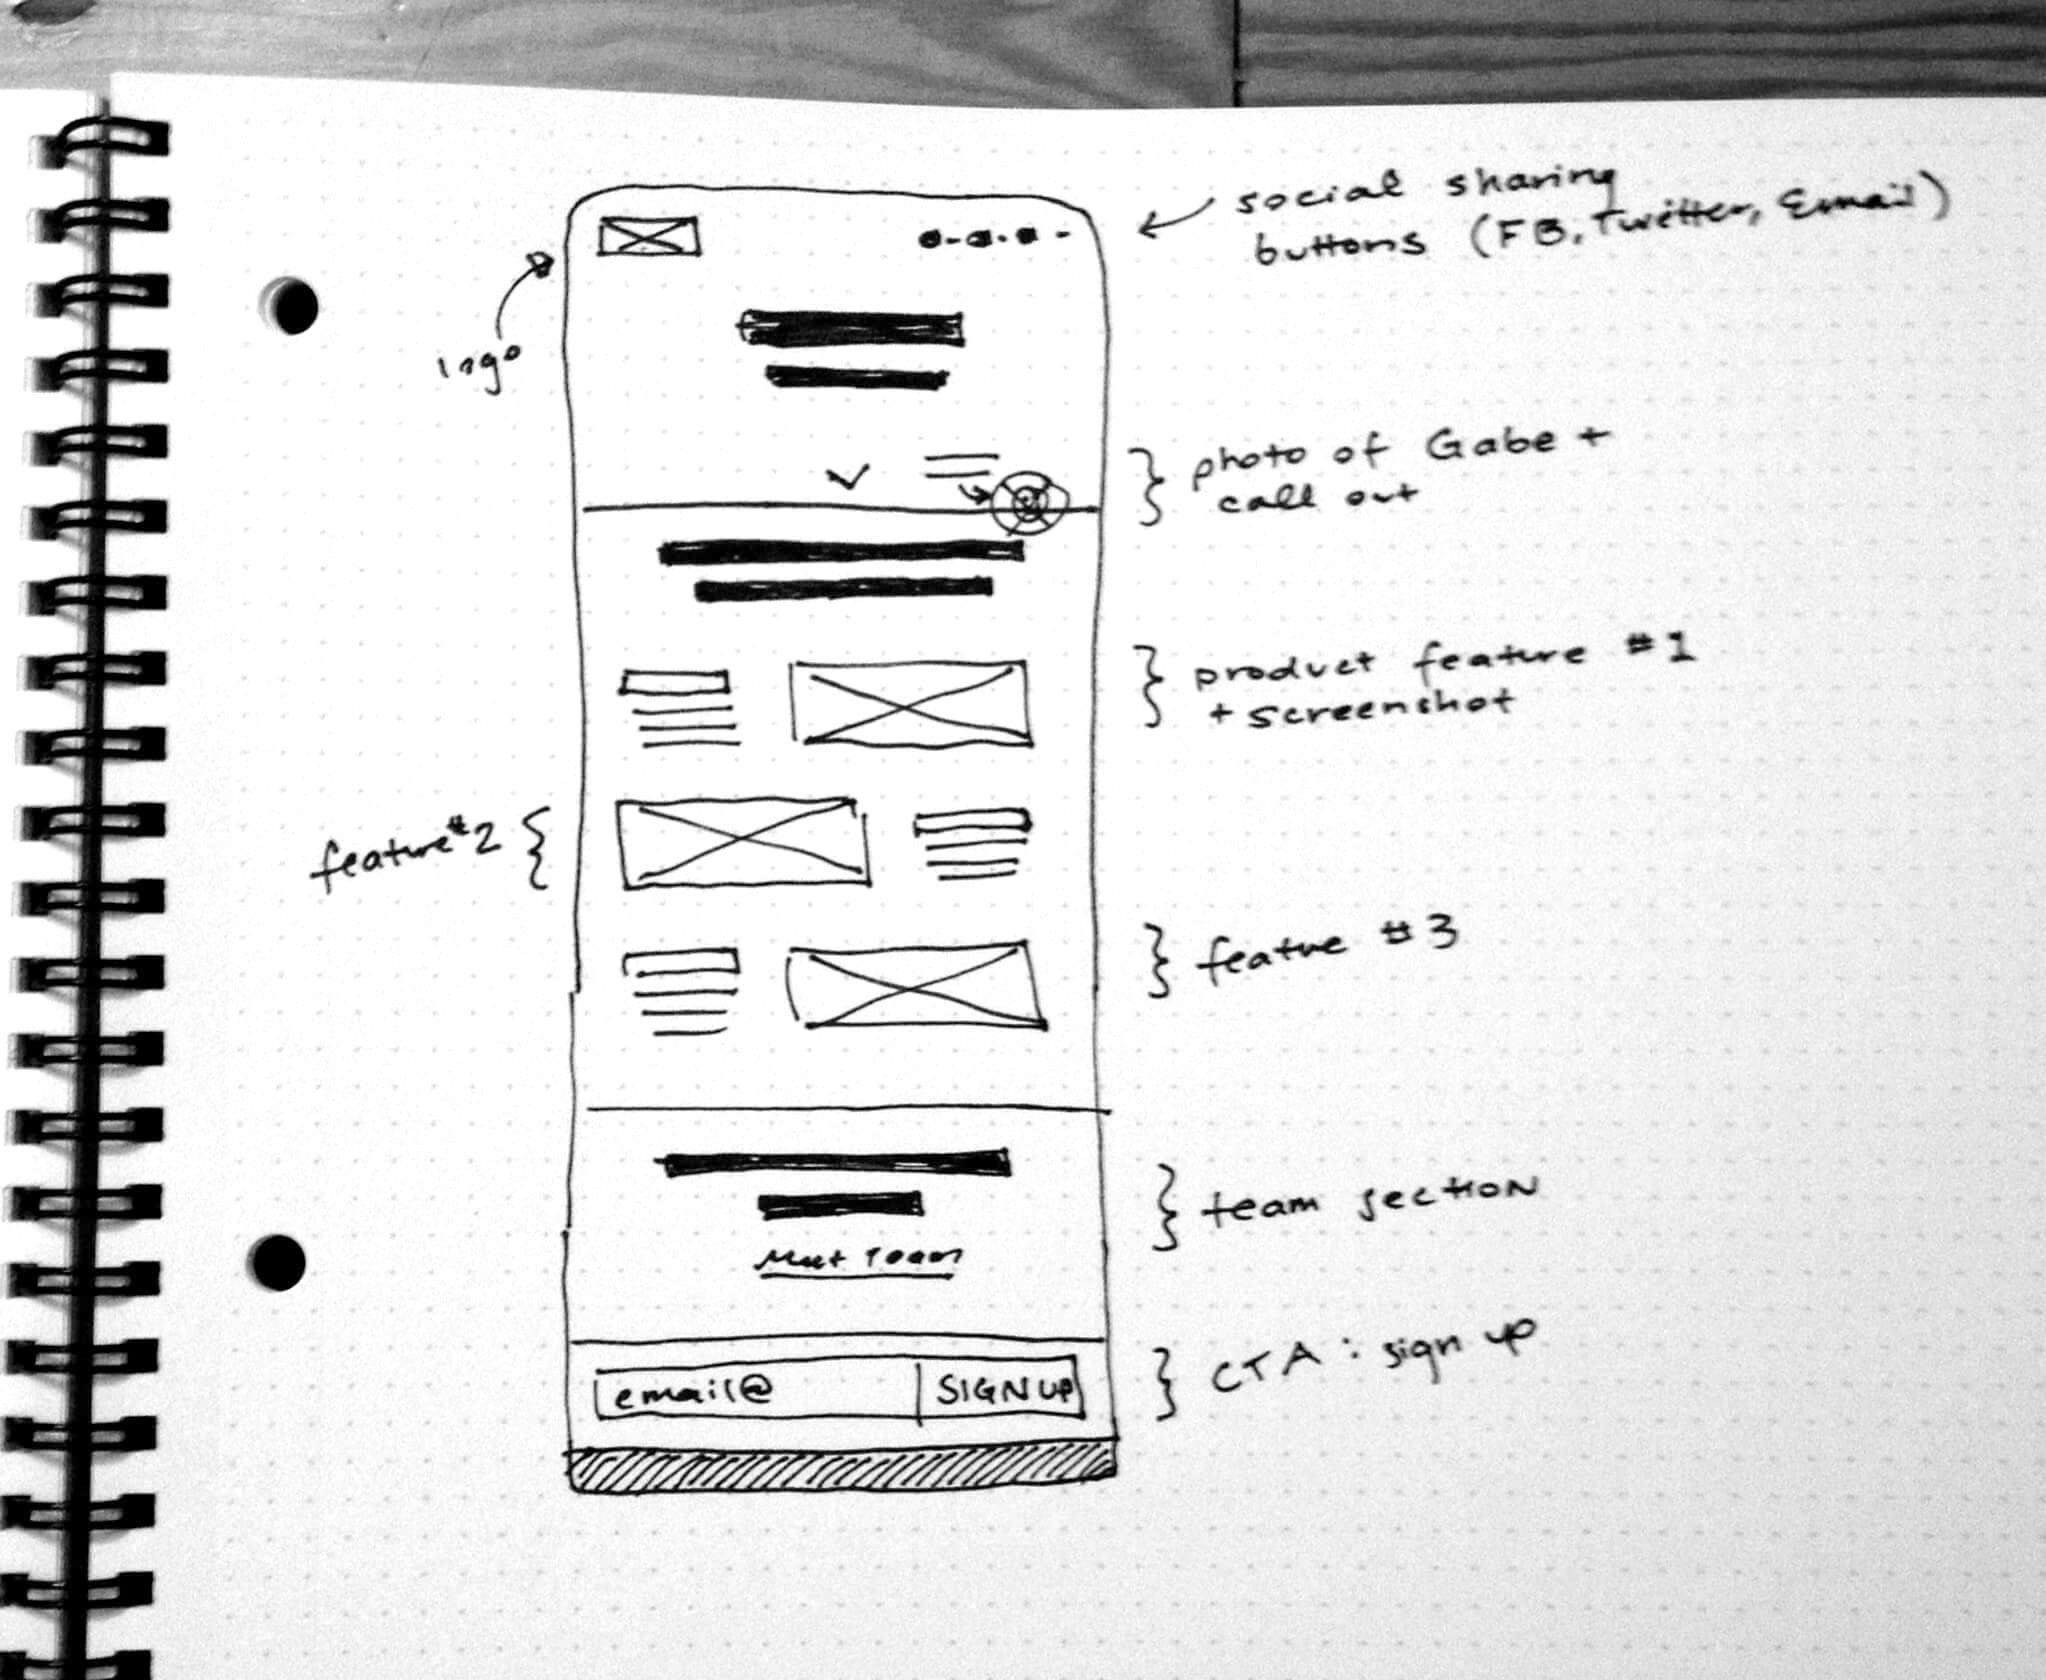 social sharing
buttons (FB, Twitter, Email)
logo
photo of Gabe +
call out
product feature #1
+ screenshot
feature #2
feature #3
team section
Meet Team
CTA: sign up
email@ SIGN UP